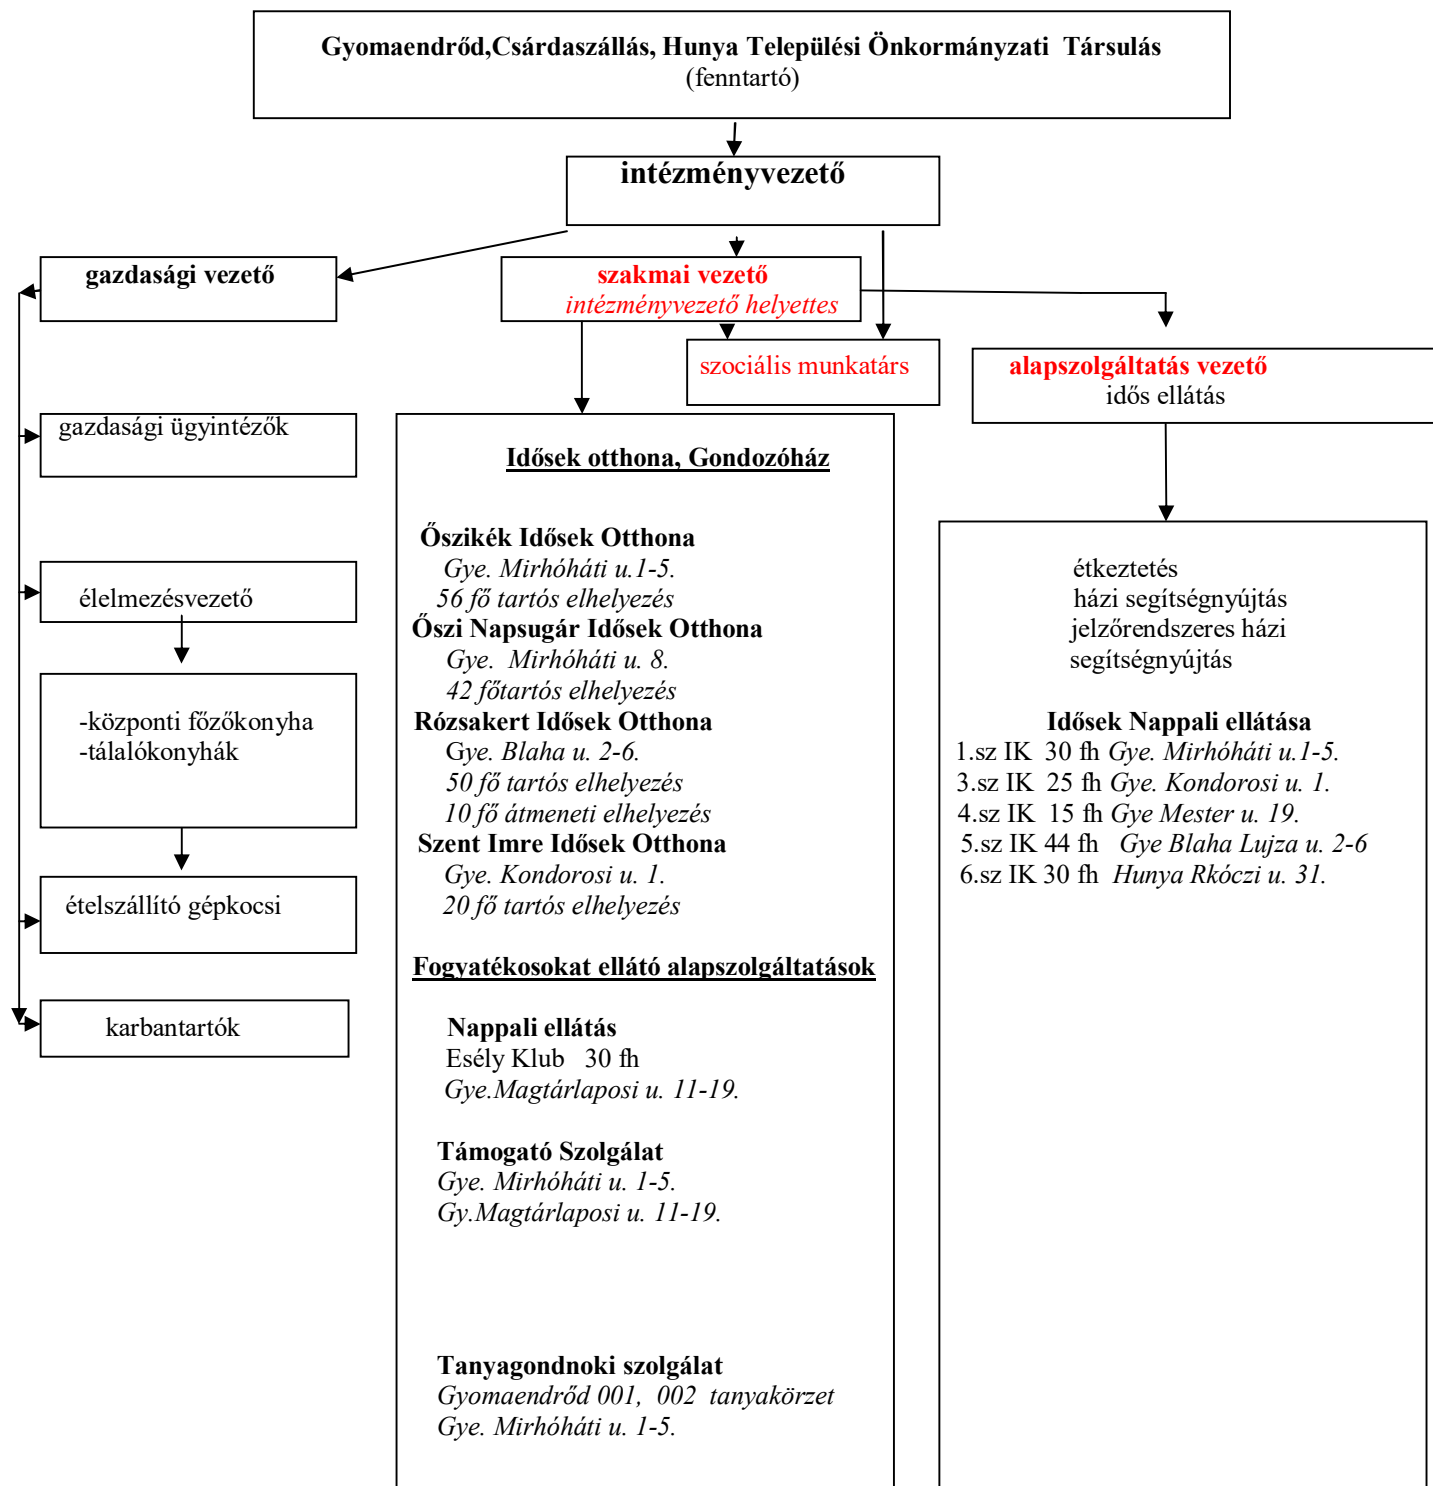 Gyomaendrőd,Csárdaszállás, Hunya Települési Önkormányzati Társulás
(fenntartó)
intézményvezető
gazdasági vezető
szakmai vezető
intézményvezető helyettes
szociális munkatárs
alapszolgáltatás vezető
idős ellátás
gazdasági ügyintézők
élelmezésvezető
-központi főzőkonyha
-tálalókonyhák
ételszállító gépkocsi
karbantartók
Idősek otthona, Gondozóház
Őszikék Idősek Otthona
Gye. Mirhóháti u.1-5.
56 fő tartós elhelyezés
Őszi Napsugár Idősek Otthona
Gye. Mirhóháti u. 8.
42 főtartós elhelyezés
Rózsakert Idősek Otthona
Gye. Blaha u. 2-6.
50 fő tartós elhelyezés
10 fő átmeneti elhelyezés
Szent Imre Idősek Otthona
Gye. Kondorosi u. 1.
20 fő tartós elhelyezés
Fogyatékosokat ellátó alapszolgáltatások
Nappali ellátás
Esély Klub 30 fh
Gye.Magtárlaposi u. 11-19.
Támogató Szolgálat
Gye. Mirhóháti u. 1-5.
Gy.Magtárlaposi u. 11-19.
Tanyagondnoki szolgálat
Gyomaendrőd 001, 002 tanyakörzet
Gye. Mirhóháti u. 1-5.
étkeztetés
házi segítségnyújtás
jelzőrendszeres házi
segítségnyújtás
Idősek Nappali ellátása
1.sz IK 30 fh Gye. Mirhóháti u.1-5.
3.sz IK 25 fh Gye. Kondorosi u. 1.
4.sz IK 15 fh Gye Mester u. 19.
5.sz IK 44 fh Gye Blaha Lujza u. 2-6
6.sz IK 30 fh Hunya Rkóczi u. 31.